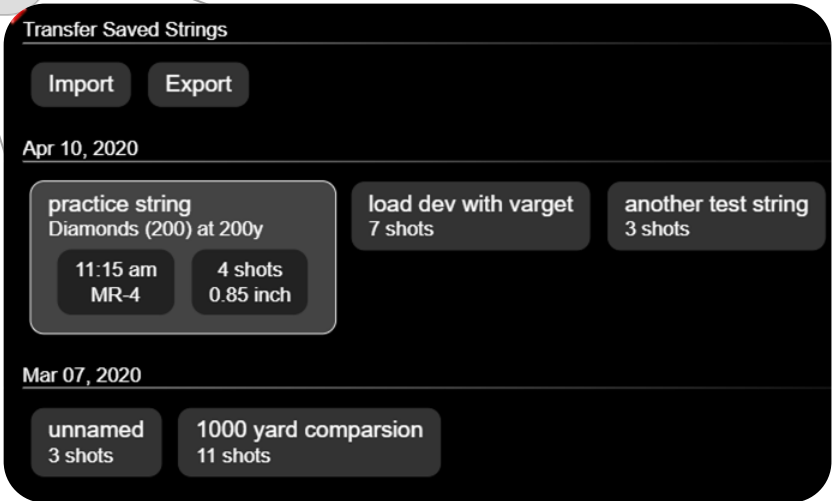 Transfer Saved Strings
Import
Export
Apr 10, 2020
practice string
Diamonds (200) at 200y
11:15 am
MR-4
4 shots
0.85 inch
load dev with varget
7 shots
another test string
3 shots
Mar 07, 2020
unnamed
3 shots
1000 yard comparsion
11 shots